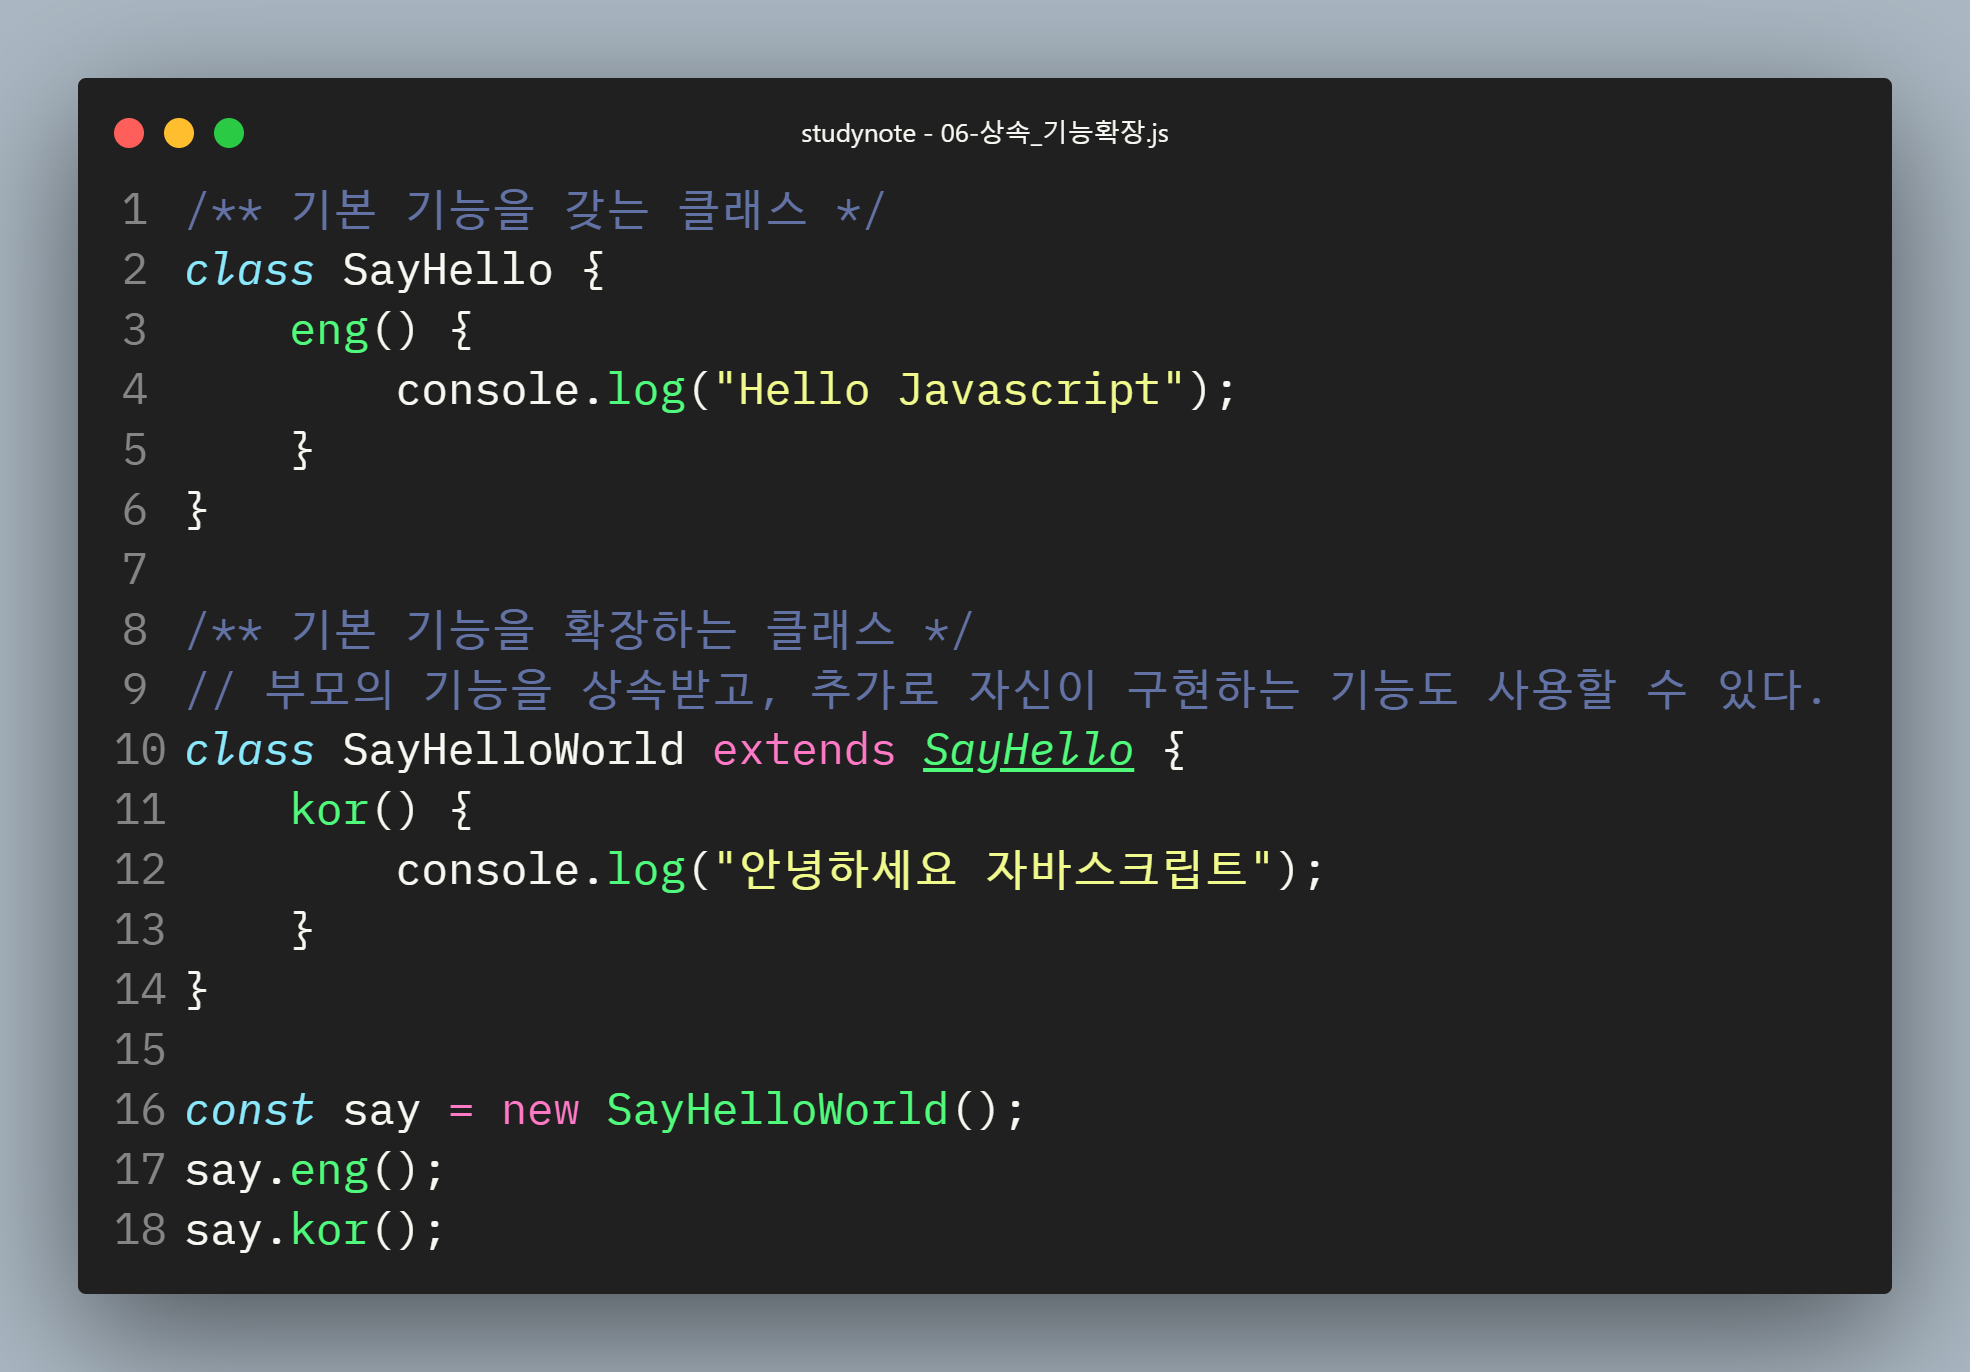 studynote - 06-상속_기능확장.js
1 /** 기본 기능을 갖는 클래스 */
2 class SayHello {
3     eng() {
4         console.log("Hello Javascript");
5     }
6 }
7
8 /** 기본 기능을 확장하는 클래스 */
9 // 부모의 기능을 상속받고, 추가로 자신이 구현하는 기능도 사용할 수 있다.
10 class SayHelloWorld extends SayHello {
11     kor() {
12         console.log("안녕하세요 자바스크립트");
13     }
14 }
15
16 const say = new SayHelloWorld();
17 say.eng();
18 say.kor();